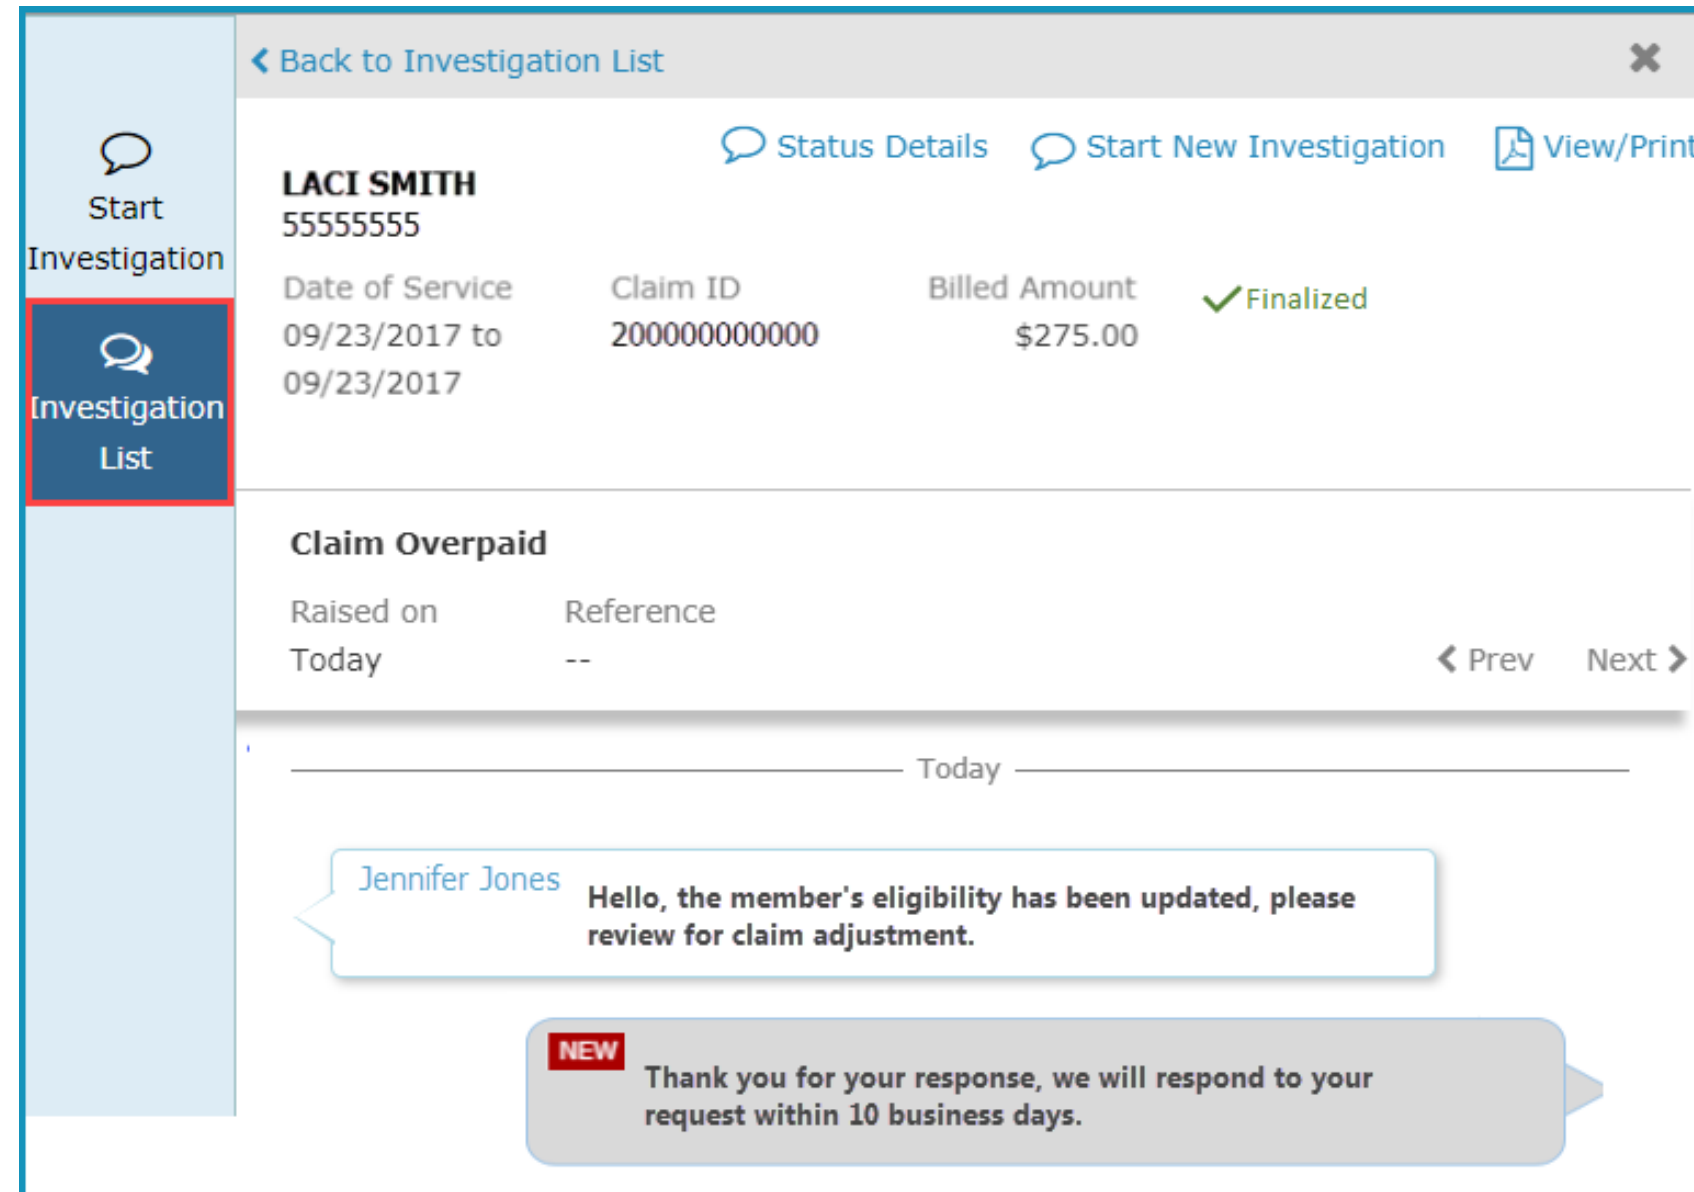 Back to Investigation List
Start
Investigation
Investigation
List
Status Details
Start New Investigation
View/Print
LACI SMITH
55555555
Date of Service
09/23/2017 to
09/23/2017
Claim ID
200000000000
Billed Amount
$275.00
Finalized
Claim Overpaid
Raised on
Today
Reference
--
Prev
Next
Today
Jennifer Jones
Hello, the member's eligibility has been updated, please
review for claim adjustment.
NEW
Thank you for your response, we will respond to your
request within 10 business days.